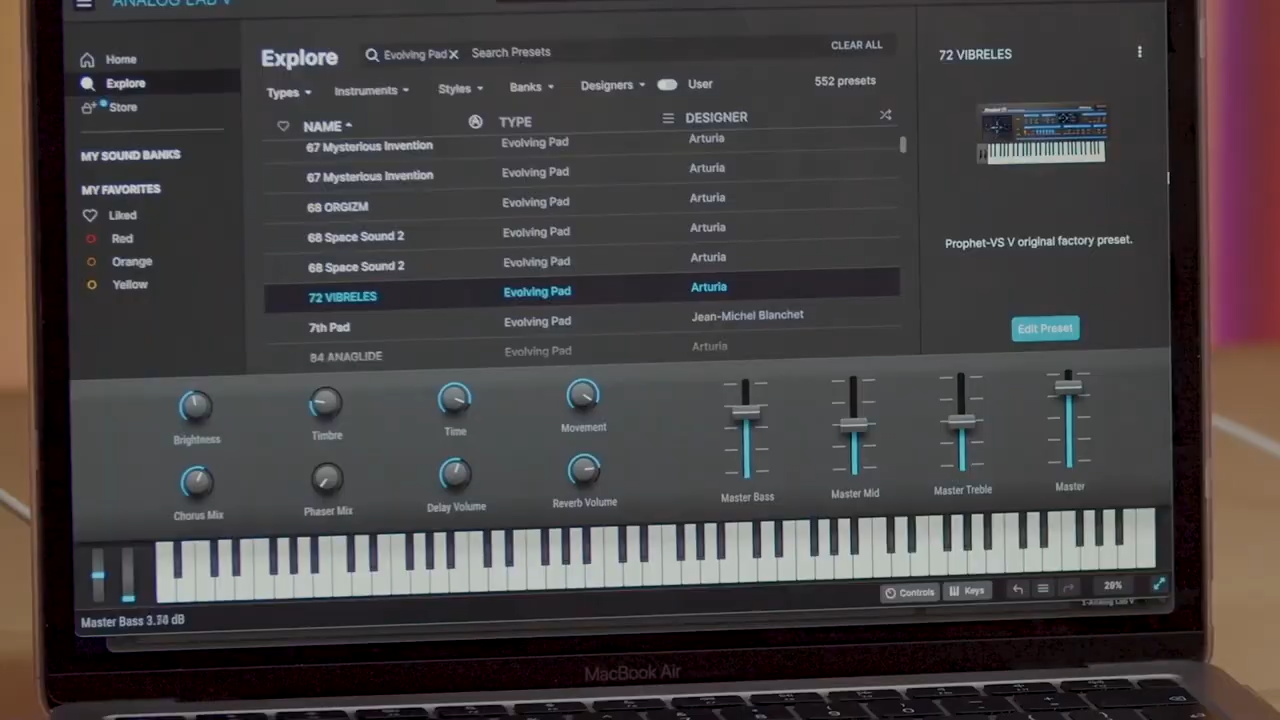 ANALOG LAB V
Home
Explore
Store
MY SOUND BANKS
MY FAVORITES
Liked
Red
Orange
Yellow
Explore
Evolving Pad X
Search Presets
CLEAR ALL
Types
Instruments
Styles
Banks
Designers
User
552 presets
NAME
TYPE
DESIGNER
67 Mysterious Invention Evolving Pad Arturia
67 Mysterious Invention Evolving Pad Arturia
68 ORGIZM Evolving Pad Arturia
68 Space Sound 2 Evolving Pad Arturia
68 Space Sound 2 Evolving Pad Arturia
72 VIBRELES Evolving Pad Arturia
7th Pad Evolving Pad Jean-Michel Blanchet
84 ANAGLIDE Evolving Pad Arturia
72 VIBRELES
Prophet-VS V original factory preset.
Edit Preset
Brightness
Timbre
Time
Movement
Chorus Mix
Phaser Mix
Delay Volume
Reverb Volume
Master Bass
Master Mid
Master Treble
Master
Controls
Keys
29%
Master Bass 3.74 dB
MacBook Air